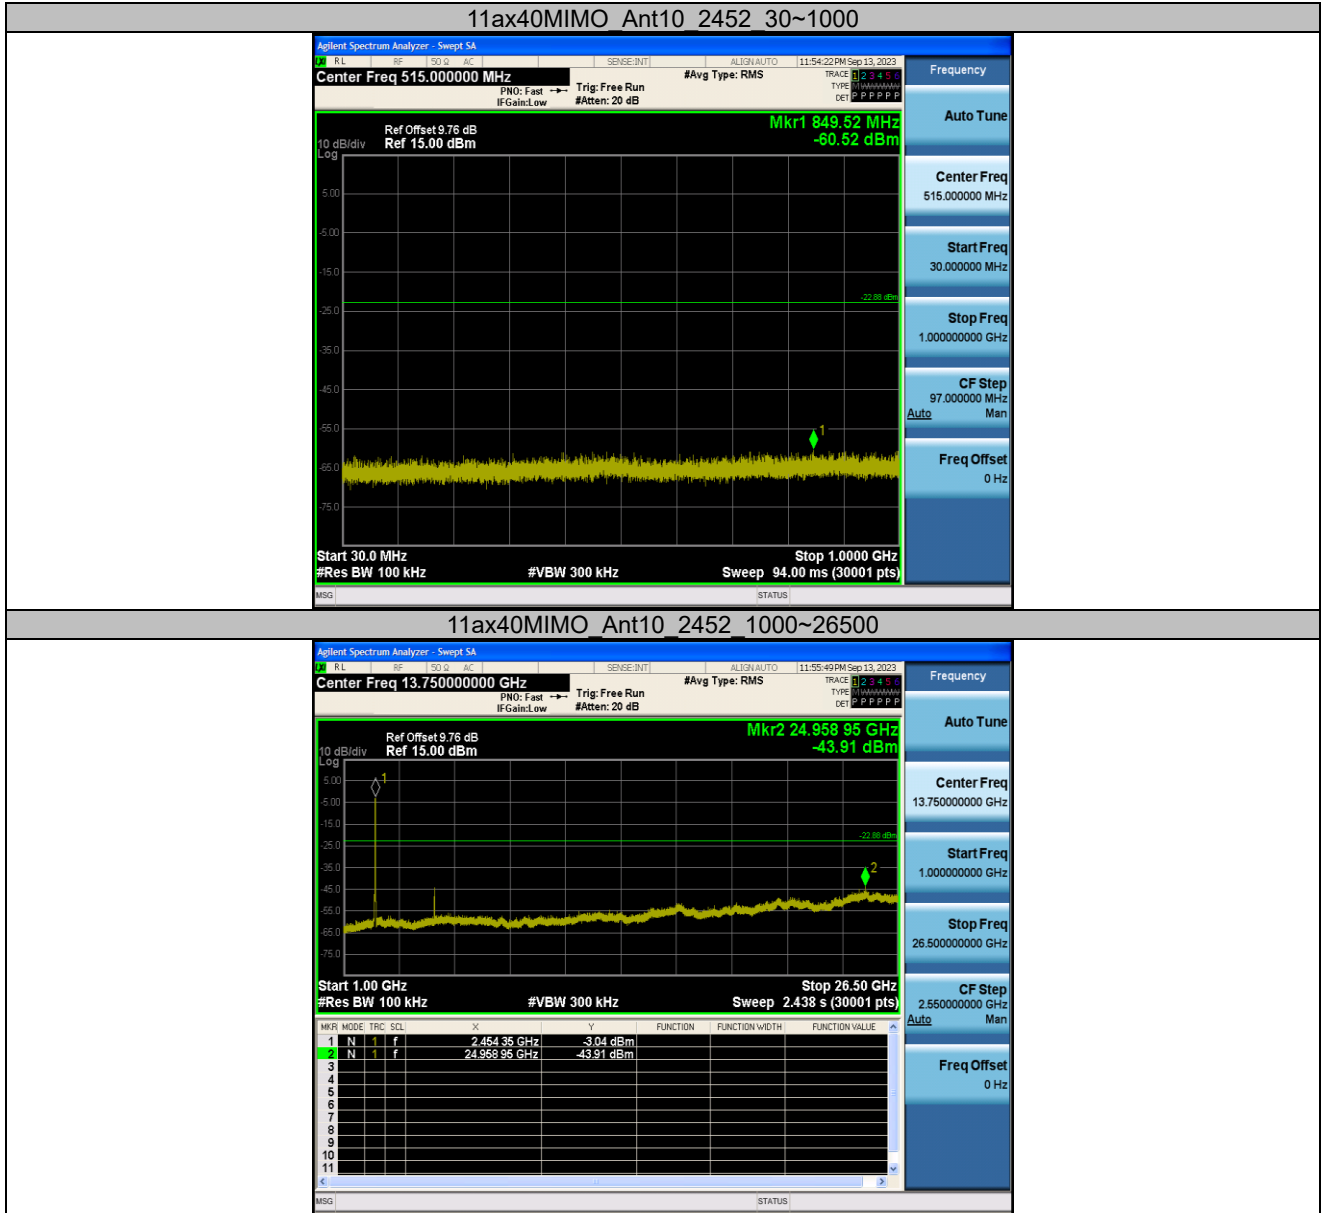 11ax40MIMO_Ant10_2452_30~1000
Agilent Spectrum Analyzer - Swept SA
RL RF 50 Ω AC SENSE:INT ALIGN AUTO 11:54:22 PM Sep 13, 2023
Center Freq 515.000000 MHz #Avg Type: RMS TRACE 1 2 3 4 5 6
PNO: Fast Trig: Free Run TYPE M W W W W W
IFGain:Low #Atten: 20 dB DET P P P P P P
Frequency
Mkr1 849.52 MHz
-60.52 dBm
Ref Offset 9.76 dB
10 dB/div Ref 15.00 dBm
Log
5.00
-5.00
-15.0
-22.88 dBm
-25.0
-35.0
-45.0
-55.0
1
-65.0
-75.0
Start 30.0 MHz Stop 1.0000 GHz
#Res BW 100 kHz #VBW 300 kHz Sweep 94.00 ms (30001 pts)
MSG STATUS
Auto Tune
Center Freq
515.000000 MHz
Start Freq
30.000000 MHz
Stop Freq
1.000000000 GHz
CF Step
97.000000 MHz
Auto Man
Freq Offset
0 Hz
11ax40MIMO_Ant10_2452_1000~26500
Agilent Spectrum Analyzer - Swept SA
RL RF 50 Ω AC SENSE:INT ALIGN AUTO 11:55:49 PM Sep 13, 2023
Center Freq 13.750000000 GHz #Avg Type: RMS TRACE 1 2 3 4 5 6
PNO: Fast Trig: Free Run TYPE M W W W W W
IFGain:Low #Atten: 20 dB DET P P P P P P
Frequency
Mkr2 24.958 95 GHz
-43.91 dBm
Ref Offset 9.76 dB
10 dB/div Ref 15.00 dBm
Log
1
5.00
-5.00
-15.0
-22.88 dBm
-25.0
-35.0
2
-45.0
-55.0
-65.0
-75.0
Start 1.00 GHz Stop 26.50 GHz
#Res BW 100 kHz #VBW 300 kHz Sweep 2.438 s (30001 pts)
MKR MODE TRC SCL X Y FUNCTION FUNCTION WIDTH FUNCTION VALUE
1 N 1 f 2.454 35 GHz -3.04 dBm
2 N 1 f 24.958 95 GHz -43.91 dBm
3
4
5
6
7
8
9
10
11
MSG STATUS
Auto Tune
Center Freq
13.750000000 GHz
Start Freq
1.000000000 GHz
Stop Freq
26.500000000 GHz
CF Step
2.550000000 GHz
Auto Man
Freq Offset
0 Hz